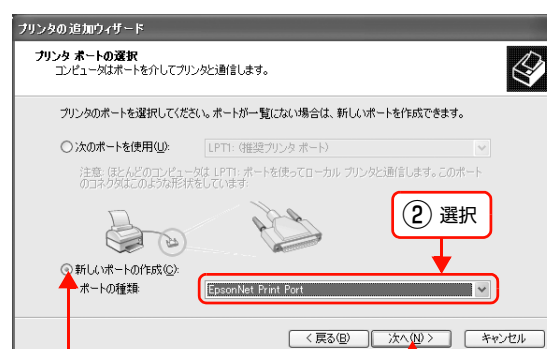 プリンタの追加ウィザード
プリンタ ポートの選択
コンピュータはポートを介してプリンタと通信します。
プリンタのポートを選択してください。ポートが一覧にない場合は、新しいポートを作成できます。
次のポートを使用(U):
LPT1: (推奨プリンタ ポート)
注意: ほとんどのコンピュータは LPT1: ポートを使ってローカル プリンタと通信します。このポート
のコネクタはこのような形状をしています:
② 選択
新しいポートの作成(C):
ポートの種類:
EpsonNet Print Port
< 戻る(B)
次へ(N) >
キャンセル